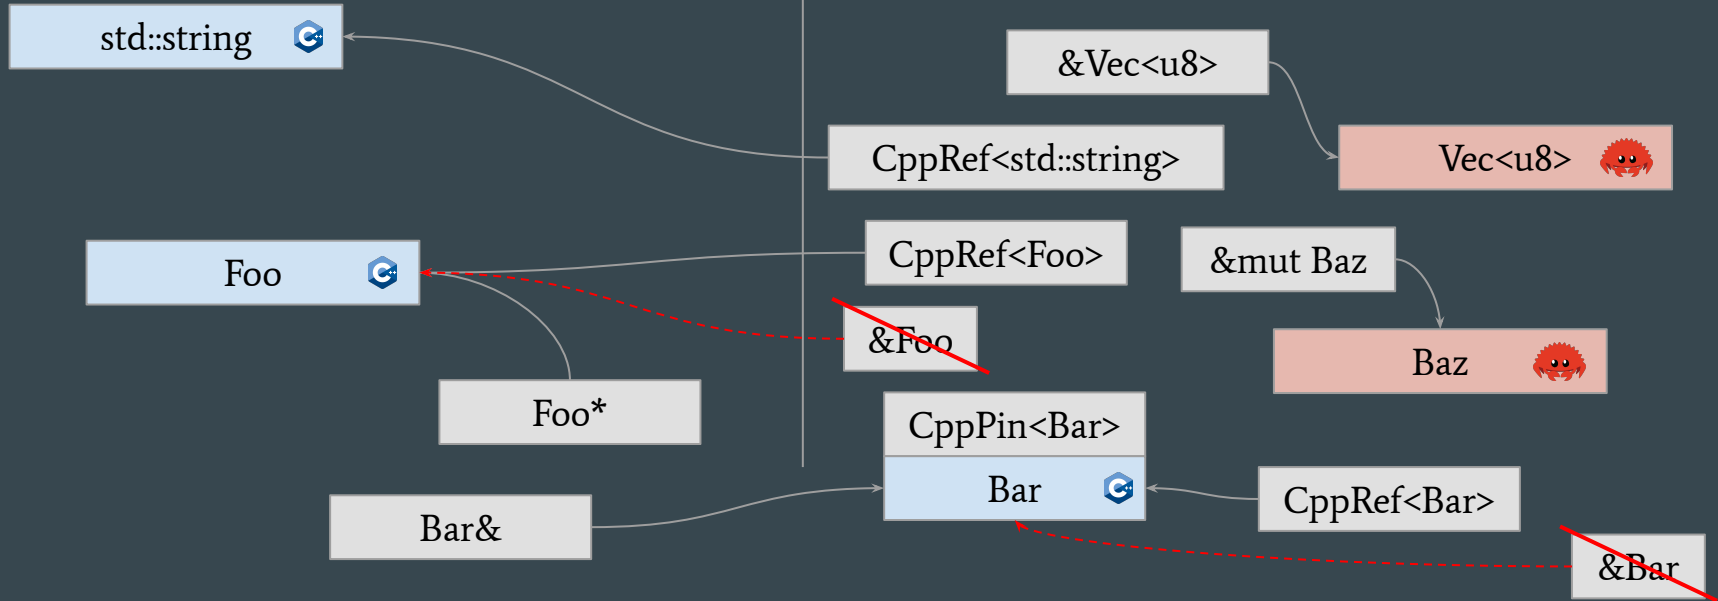 std::string
&Vec<u8>
CppRef<std::string>
Vec<u8>
Foo
CppRef<Foo>
&mut Baz
&Foo
Baz
Foo*
CppPin<Bar>
Bar
CppRef<Bar>
Bar&
&Bar